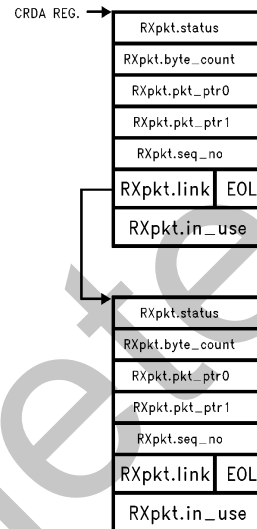 CRDA REG.
RXpkt.status
RXpkt.byte_count
RXpkt.pkt_ptr0
RXpkt.pkt_ptr1
RXpkt.seq_no
RXpkt.link EOL
RXpkt.in_use
RXpkt.status
RXpkt.byte_count
RXpkt.pkt_ptr0
RXpkt.pkt_ptr1
RXpkt.seq_no
RXpkt.link EOL
RXpkt.in_use